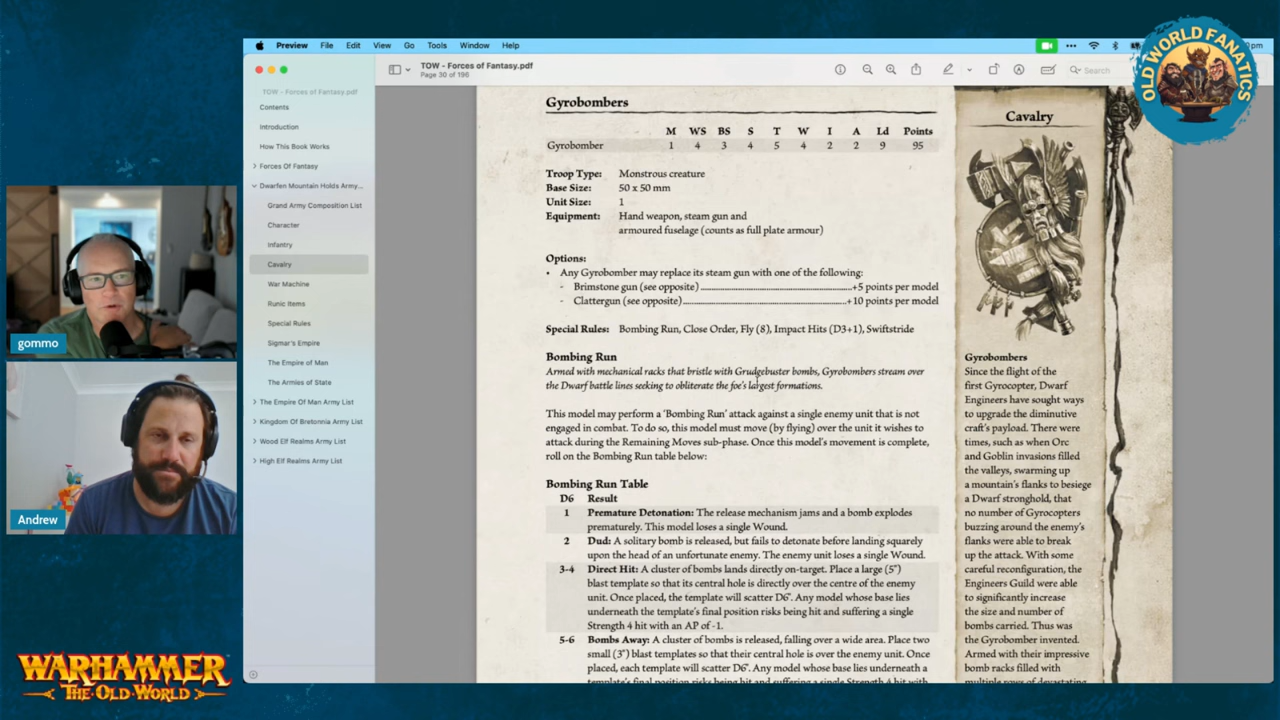 Preview File Edit View Go Tools Window Help
OLD WORLD FANATICS
TOW - Forces of Fantasy.pdf
Page 30 of 196
Search
TOW - Forces of Fantasy.pdf
Contents
Introduction
How This Book Works
Forces Of Fantasy
Dwarfen Mountain Holds Army...
Grand Army Composition List
Character
Infantry
Cavalry
War Machine
Runic Items
Special Rules
Sigmar's Empire
The Empire of Man
The Armies of State
The Empire Of Man Army List
Kingdom Of Bretonnia Army List
Wood Elf Realms Army List
High Elf Realms Army List
gommo
Andrew
WARHAMMER
THE OLD WORLD
Gyrobombers
M WS BS S T W I A Ld Points
Gyrobomber 1 4 3 4 5 4 2 2 9 95
Troop Type: Monstrous creature
Base Size: 50 x 50 mm
Unit Size: 1
Equipment: Hand weapon, steam gun and
armoured fuselage (counts as full plate armour)
Options:
• Any Gyrobomber may replace its steam gun with one of the following:
- Brimstone gun (see opposite) +5 points per model
- Clattergun (see opposite) +10 points per model
Special Rules: Bombing Run, Close Order, Fly (8), Impact Hits (D3+1), Swiftstride
Bombing Run
Armed with mechanical racks that bristle with Grudgebuster bombs, Gyrobombers stream over
the Dwarf battle lines seeking to obliterate the foe's largest formations.
This model may perform a 'Bombing Run' attack against a single enemy unit that is not
engaged in combat. To do so, this model must move (by flying) over the unit it wishes to
attack during the Remaining Moves sub-phase. Once this model's movement is complete,
roll on the Bombing Run table below:
Bombing Run Table
D6 Result
1 Premature Detonation: The release mechanism jams and a bomb explodes
prematurely. This model loses a single Wound.
2 Dud: A solitary bomb is released, but fails to detonate before landing squarely
upon the head of an unfortunate enemy. The enemy unit loses a single Wound.
3-4 Direct Hit: A cluster of bombs lands directly on-target. Place a large (5")
blast template so that its central hole is directly over the centre of the enemy
unit. Once placed, the template will scatter D6". Any model whose base lies
underneath the template's final position risks being hit and suffering a single
Strength 4 hit with an AP of -1.
5-6 Bombs Away: A cluster of bombs is released, falling over a wide area. Place two
small (3") blast templates so that their central hole is over the enemy unit. Once
placed, each template will scatter D6". Any model whose base lies underneath a
template's final position risks being hit and suffering a single Strength 4 hit with
Cavalry
Gyrobombers
Since the flight of the
first Gyrocopter, Dwarf
Engineers have sought ways
to upgrade the diminutive
craft's payload. There were
times, such as when Orc
and Goblin invasions filled
the valleys, swarming up
a mountain's flanks to besiege
a Dwarf stronghold, that
no number of Gyrocopters
buzzing around the enemy's
flanks were able to break
up the attack. With some
careful reconfiguration, the
Engineers Guild were able
to significantly increase
the size and number of
bombs carried. Thus was
the Gyrobomber invented.
Armed with their impressive
bomb racks filled with
multiple rows of devastating